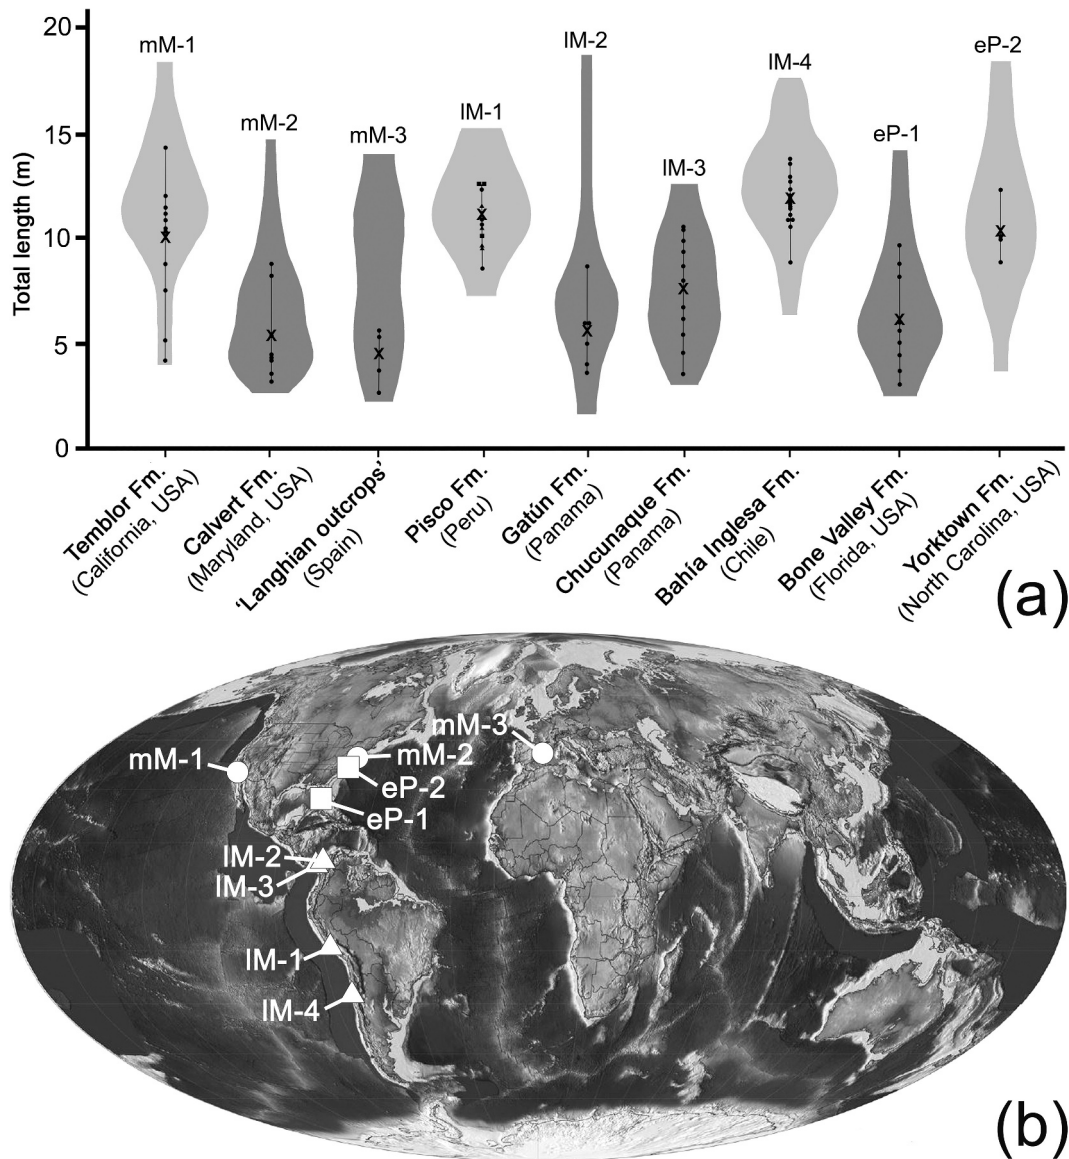 20
15
10
5
0
Total length (m)
mM-1
mM-2
mM-3
lM-1
lM-2
lM-3
lM-4
eP-1
eP-2
Temblor Fm.
(California, USA)
Calvert Fm.
(Maryland, USA)
‘Langhian outcrops’
(Spain)
Pisco Fm.
(Peru)
Gatún Fm.
(Panama)
Chucunaque Fm.
(Panama)
Bahía Inglesa Fm.
(Chile)
Bone Valley Fm.
(Florida, USA)
Yorktown Fm.
(North Carolina, USA)
(a)
mM-3
mM-1
mM-2
eP-2
eP-1
lM-2
lM-3
lM-1
lM-4
(b)